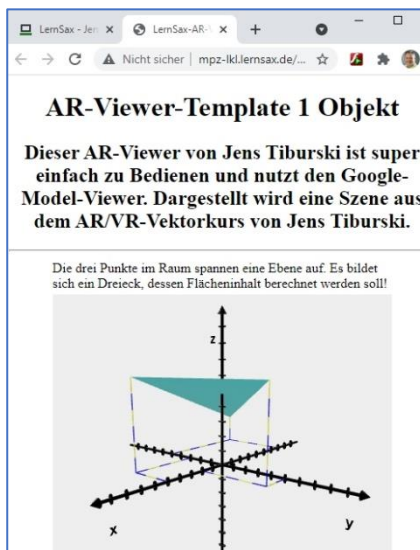 LernSax - Jen
LernSax-AR-V
Nicht sicher | mpz-lkl.lernsax.de/...
AR-Viewer-Template 1 Objekt
Dieser AR-Viewer von Jens Tiburski ist super
einfach zu Bedienen und nutzt den Google-
Model-Viewer. Dargestellt wird eine Szene aus
dem AR/VR-Vektorkurs von Jens Tiburski.
Die drei Punkte im Raum spannen eine Ebene auf. Es bildet
sich ein Dreieck, dessen Flächeninhalt berechnet werden soll!
z
x
y